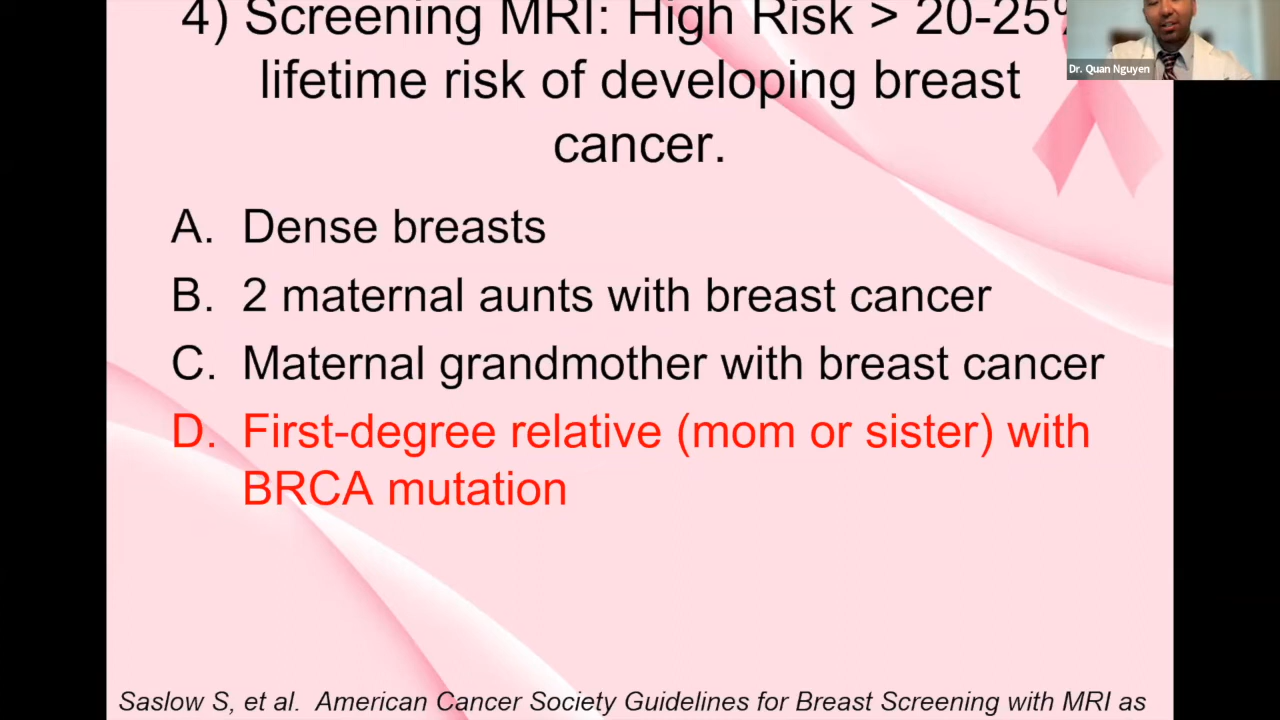 4) Screening MRI: High Risk > 20-25%
lifetime risk of developing breast
cancer.
Dr. Quan Nguyen
A. Dense breasts
B. 2 maternal aunts with breast cancer
C. Maternal grandmother with breast cancer
D. First-degree relative (mom or sister) with
BRCA mutation
Saslow S, et al. American Cancer Society Guidelines for Breast Screening with MRI as